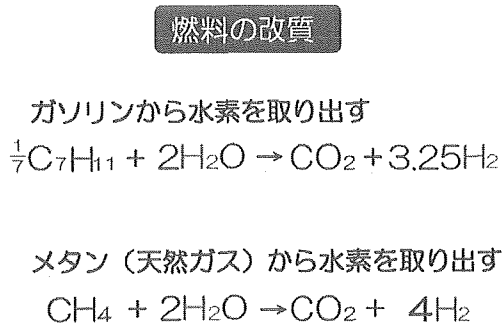 燃料の改質
ガソリンから水素を取り出す
1/7C7H11 + 2H2O → CO2 + 3.25H2
メタン（天然ガス）から水素を取り出す
CH4 + 2H2O → CO2 + 4H2